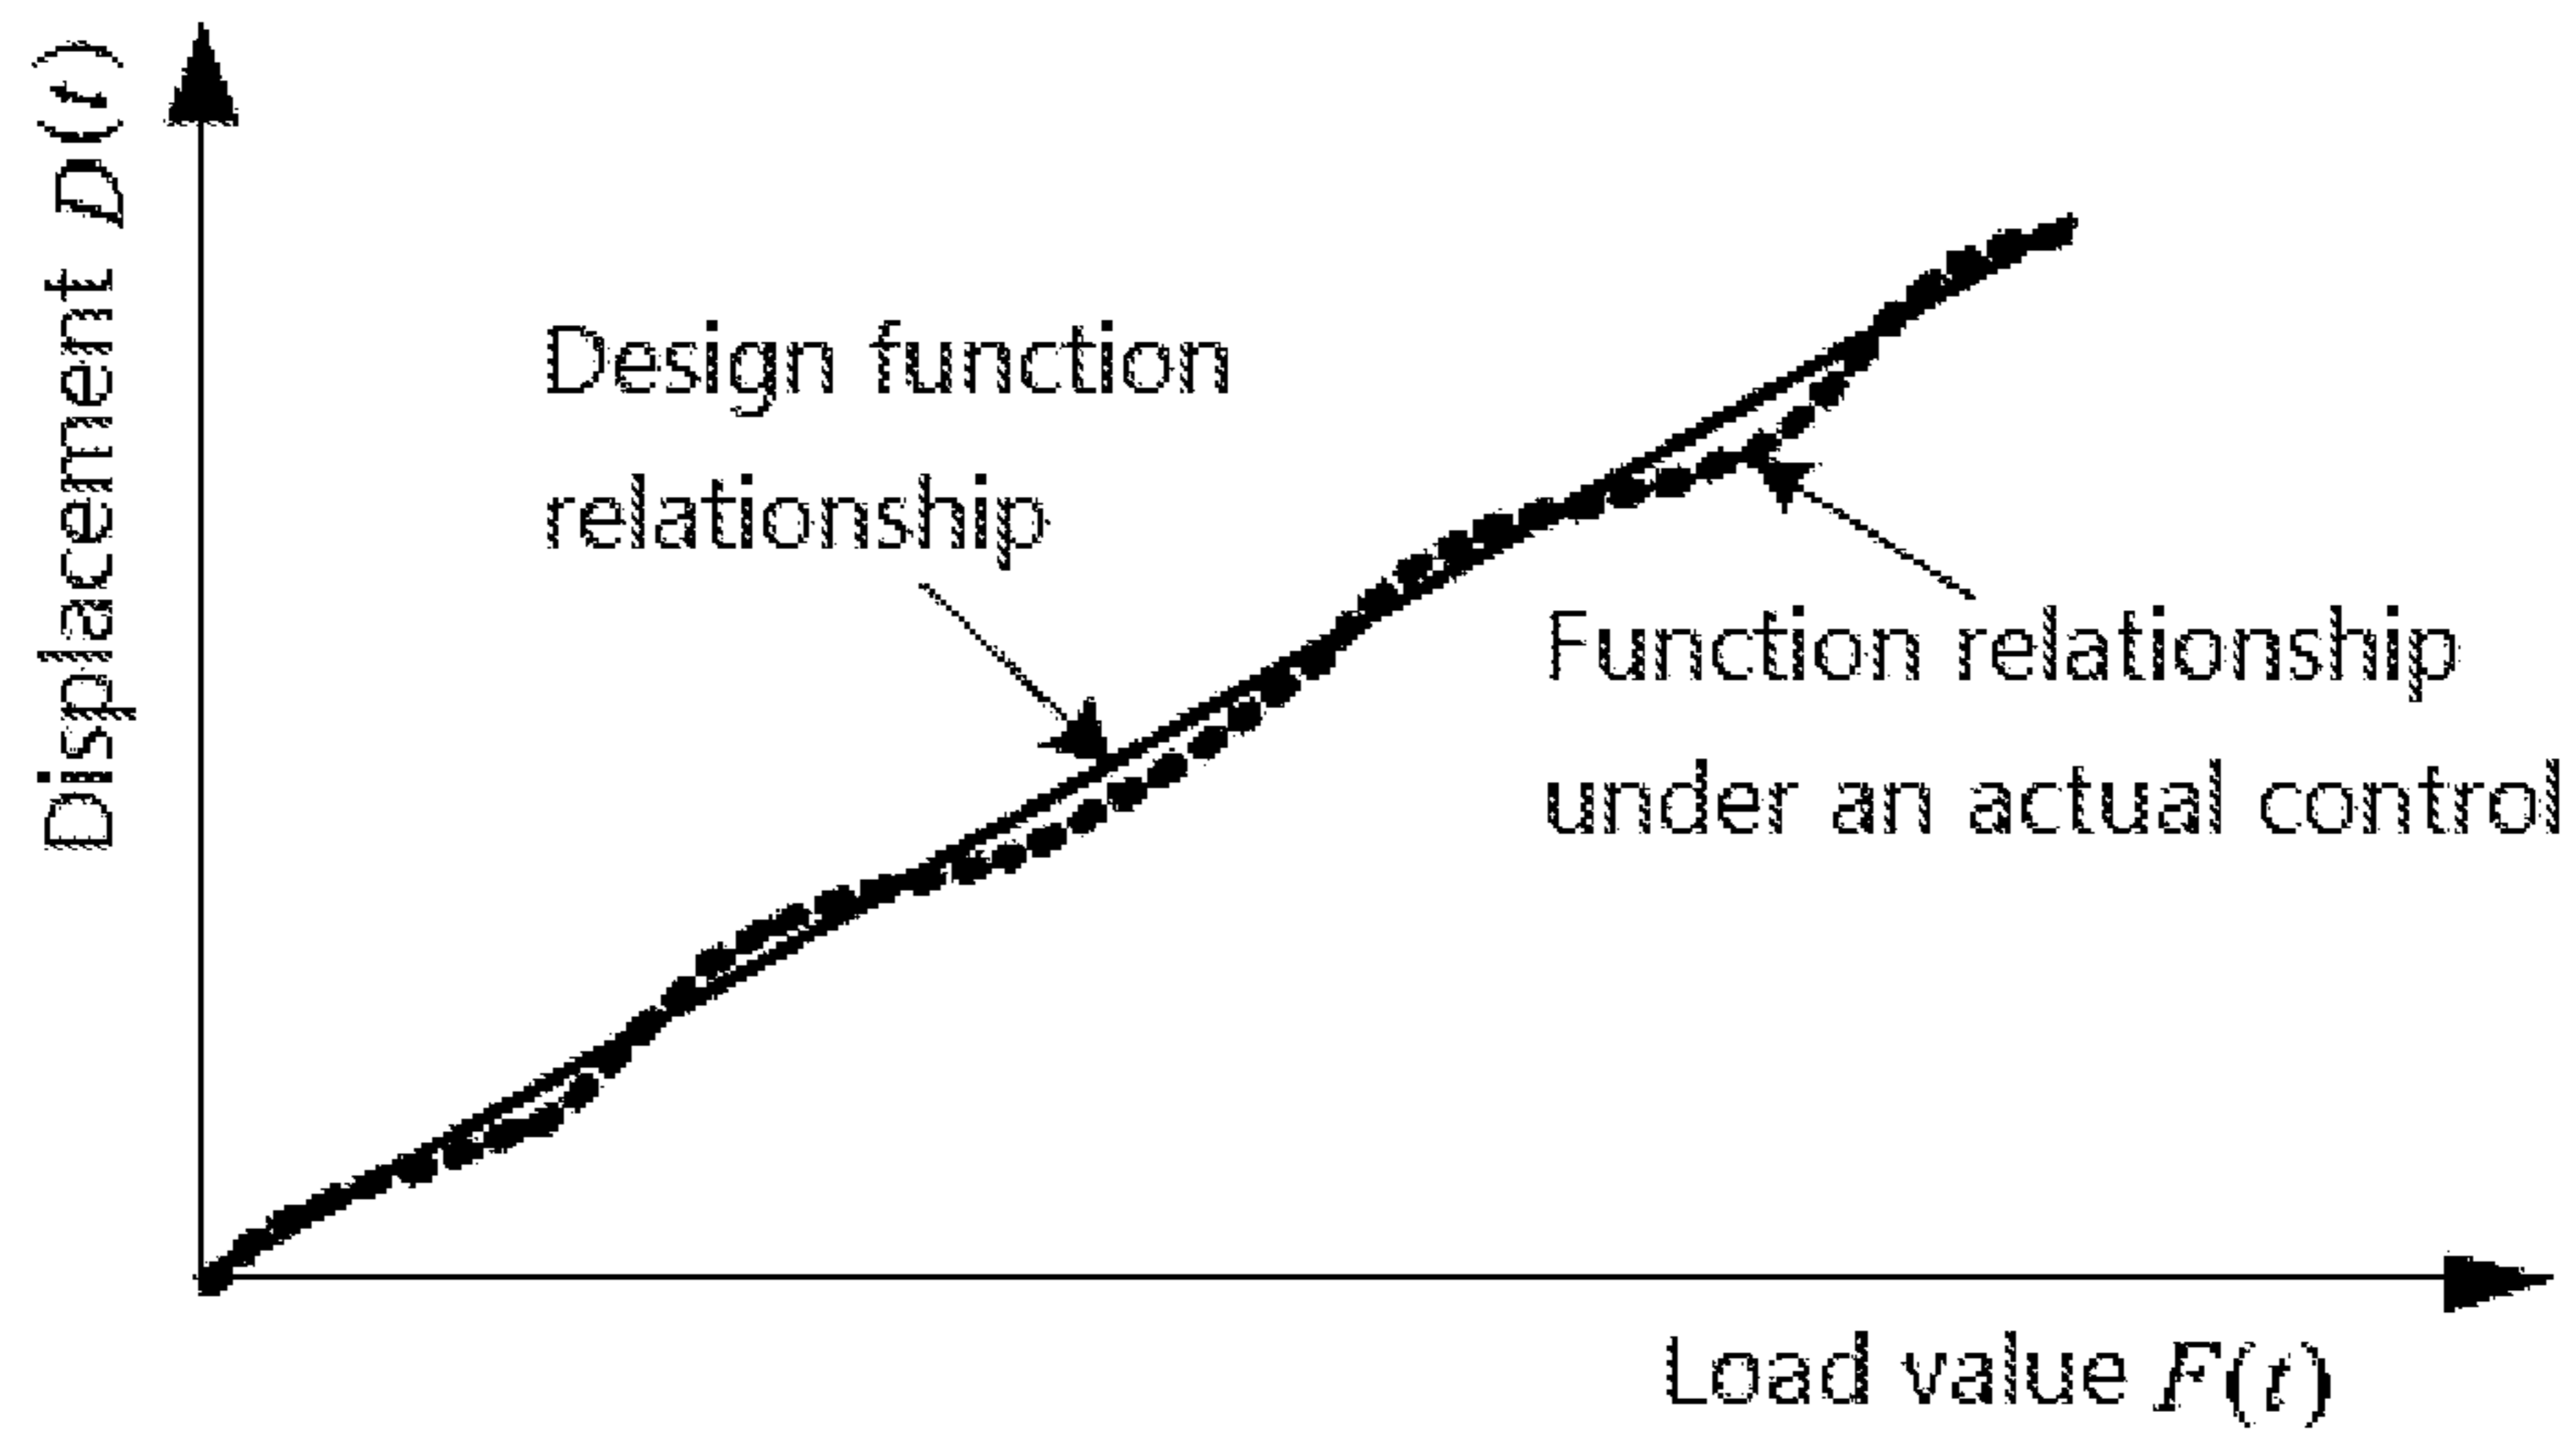 Displacement D(t)
Design function
relationship
Function relationship
under an actual control
Load value F(t)